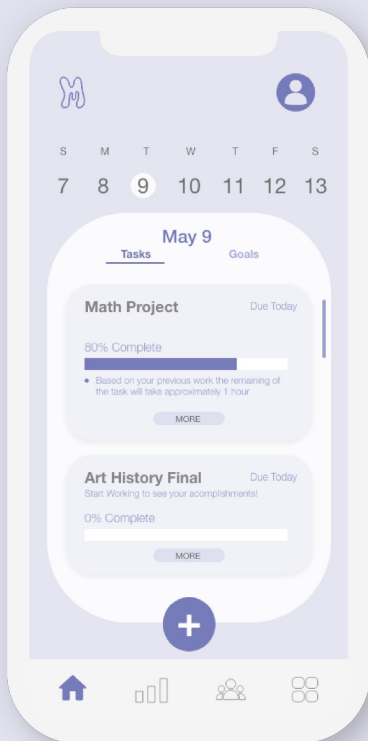 M
S M T W T F S
7 8 9 10 11 12 13
May 9
Tasks Goals
Math Project Due Today
80% Complete
• Based on your previous work the remaining of
the task will take approximately 1 hour
MORE
Art History Final Due Today
Start Working to see your acomplishments!
0% Complete
MORE
+